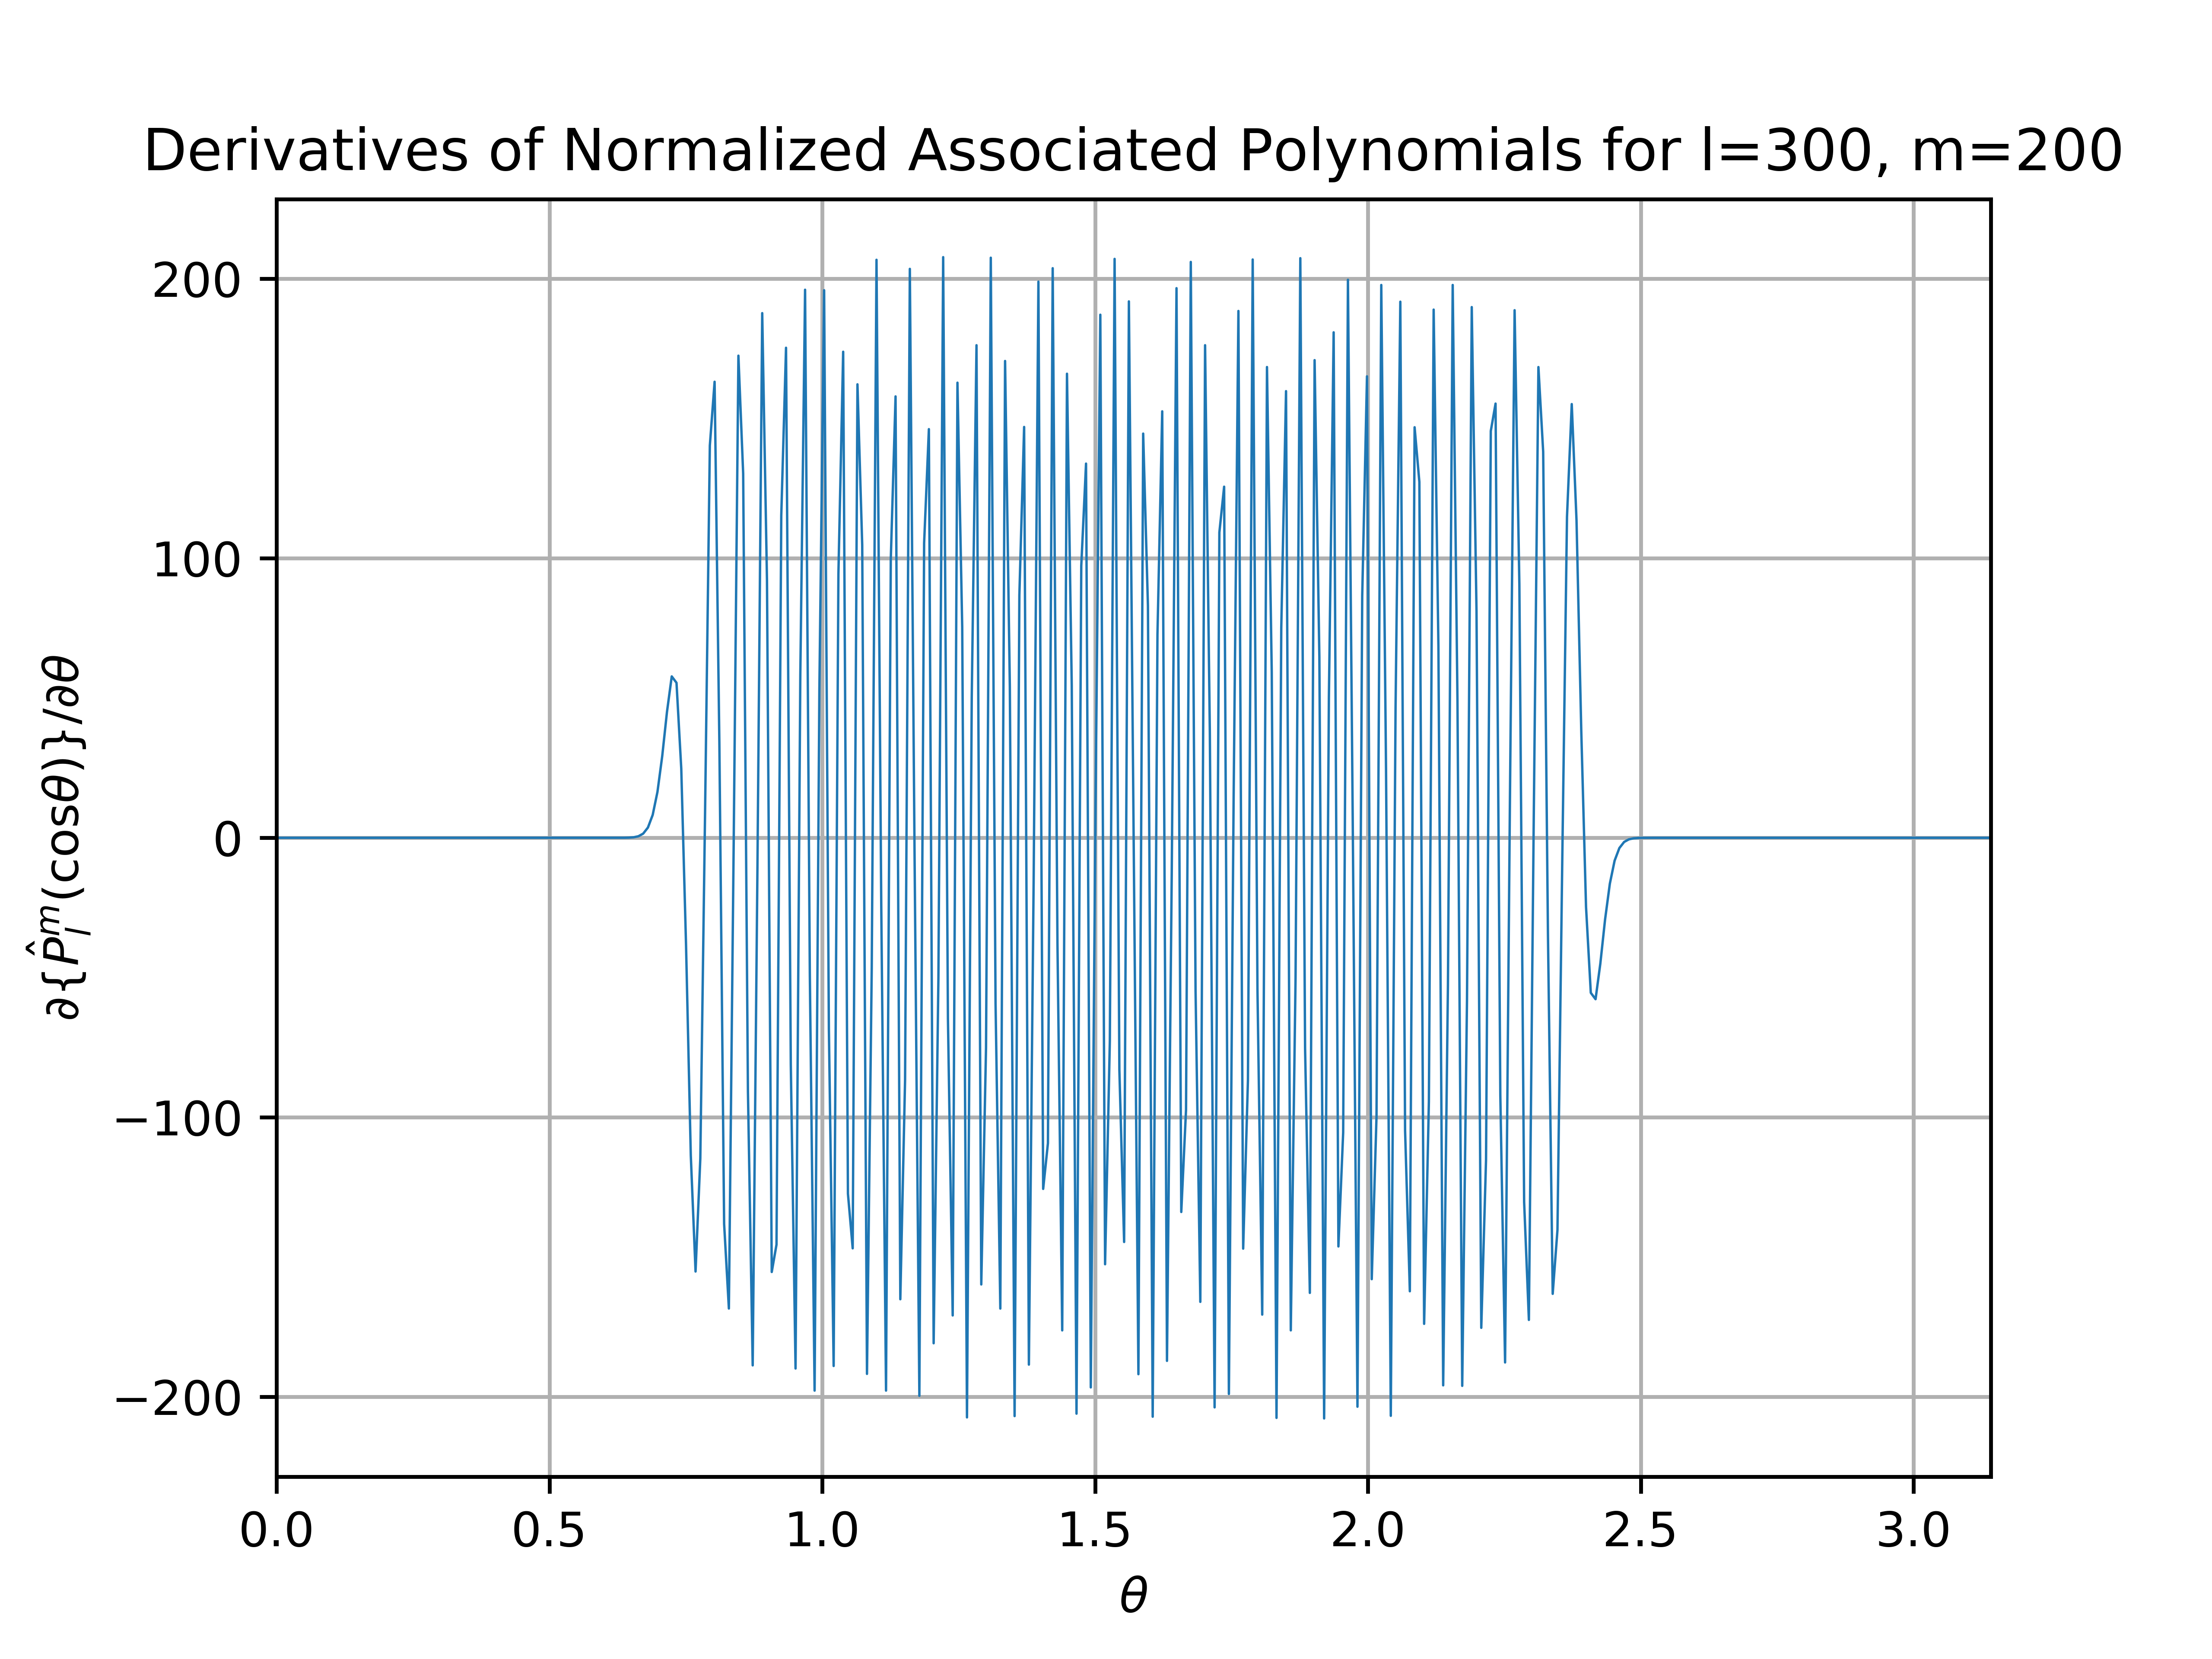 Derivatives of Normalized Associated Polynomials for l=300, m=200
∂{P̂ₗᵐ(cosθ)}/∂θ
200
100
0
−100
−200
0.0 0.5 1.0 1.5 2.0 2.5 3.0
θ